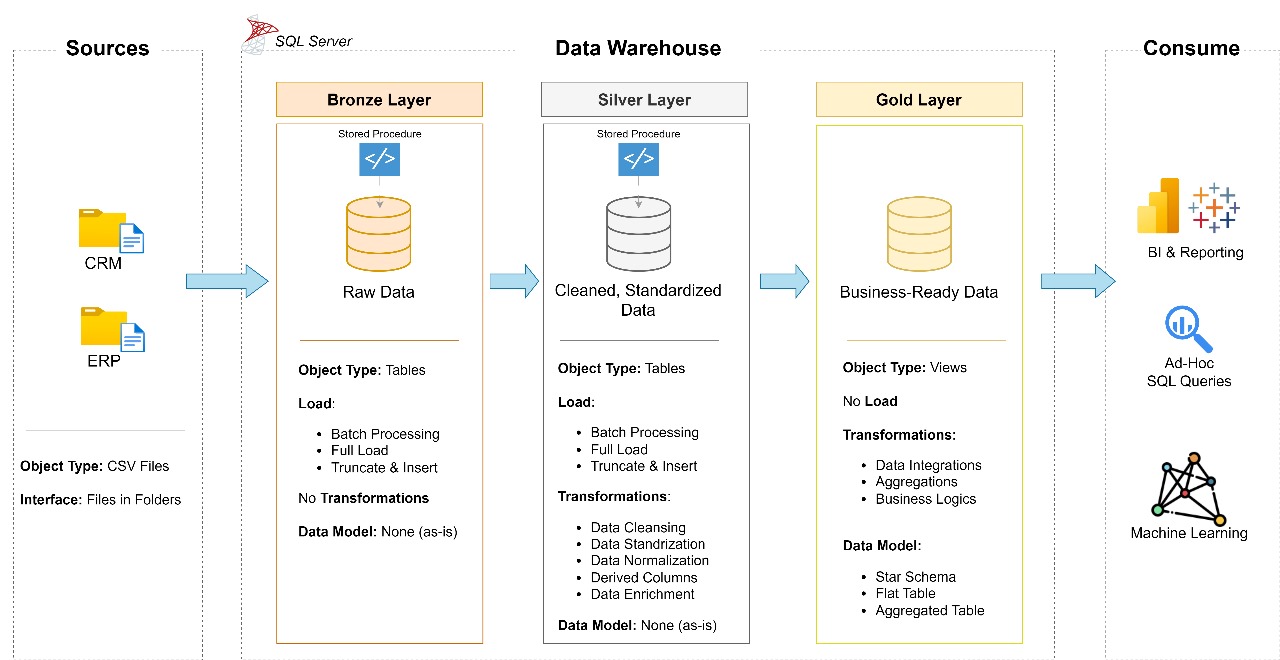 Sources
CRM
ERP
Object Type: CSV Files
Interface: Files in Folders
SQL Server
Data Warehouse
Bronze Layer
Stored Procedure
</>
Raw Data
Object Type: Tables
Load:
• Batch Processing
• Full Load
• Truncate & Insert
No Transformations
Data Model: None (as-is)
Silver Layer
Stored Procedure
</>
Cleaned, Standardized
Data
Object Type: Tables
Load:
• Batch Processing
• Full Load
• Truncate & Insert
Transformations:
• Data Cleansing
• Data Standrization
• Data Normalization
• Derived Columns
• Data Enrichment
Data Model: None (as-is)
Gold Layer
Business-Ready Data
Object Type: Views
No Load
Transformations:
• Data Integrations
• Aggregations
• Business Logics
Data Model:
• Star Schema
• Flat Table
• Aggregated Table
Consume
BI & Reporting
Ad-Hoc
SQL Queries
Machine Learning